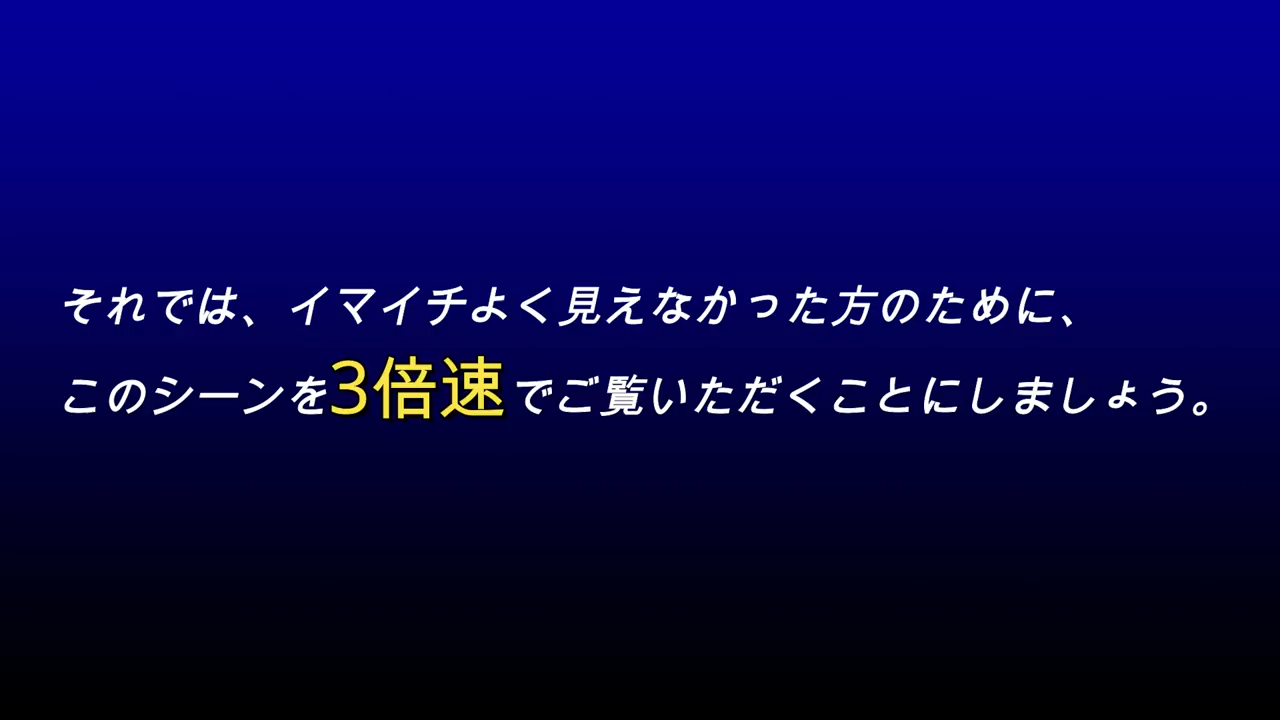 それでは、イマイチよく見えなかった方のために、
このシーンを3倍速でご覧いただくことにしましょう。